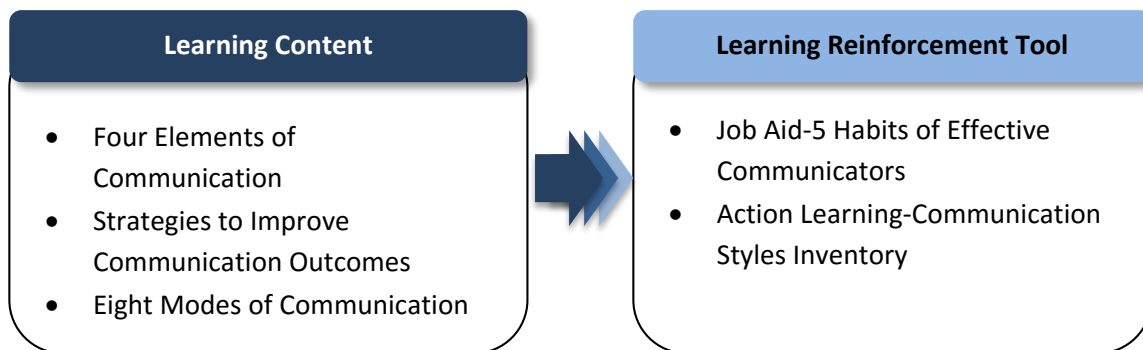 Learning Content
• Four Elements of
Communication
• Strategies to Improve
Communication Outcomes
• Eight Modes of Communication
Learning Reinforcement Tool
• Job Aid-5 Habits of Effective
Communicators
• Action Learning-Communication
Styles Inventory